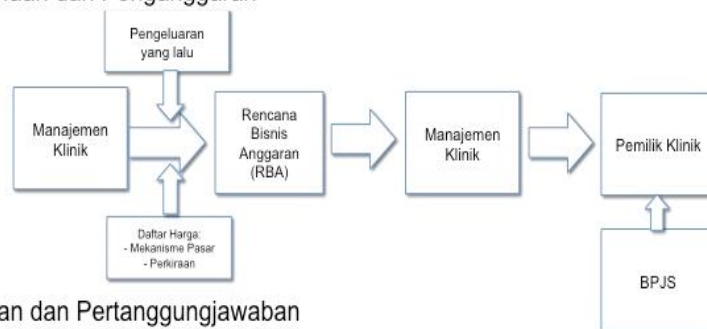 dan Penganggaran
Pengeluaran
yang lalu
Manajemen
Klinik
Rencana
Bisnis
Anggaran
(RBA)
Manajemen
Klinik
Pemilik Klinik
Daftar Harga:
- Mekanisme Pasar
- Perkiraan
BPJS
an dan Pertanggungjawaban